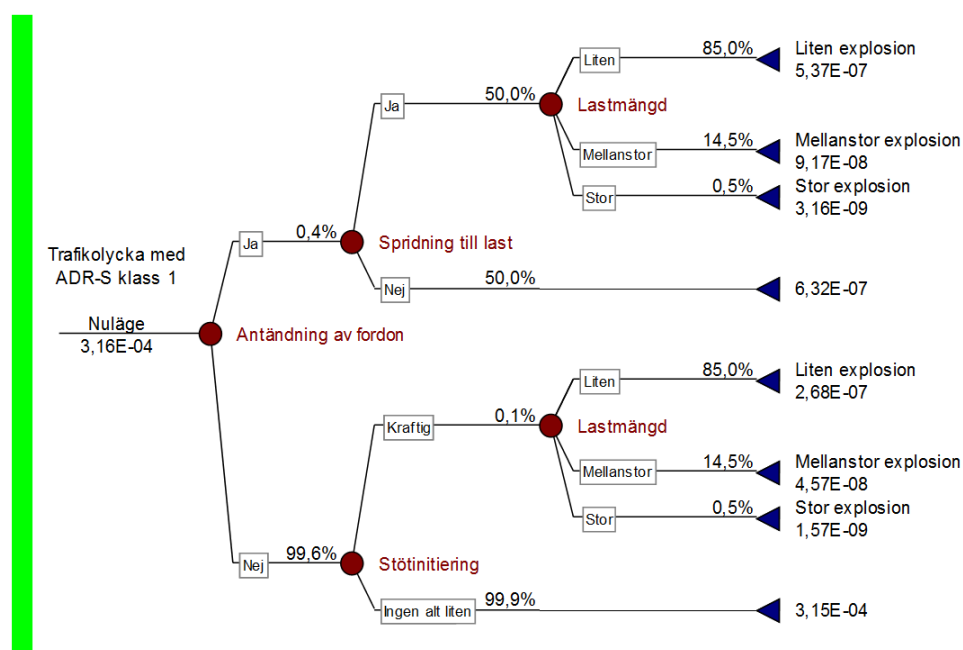 Trafikolycka med
ADR-S klass 1
Nuläge
3,16E-04
Antändning av fordon
Ja
0,4%
Spridning till last
Ja
50,0%
Lastmängd
Liten
85,0%
Liten explosion
5,37E-07
Mellanstor
14,5%
Mellanstor explosion
9,17E-08
Stor
0,5%
Stor explosion
3,16E-09
Nej
50,0%
6,32E-07
Nej
99,6%
Stötinitiering
Kraftig
0,1%
Lastmängd
Liten
85,0%
Liten explosion
2,68E-07
Mellanstor
14,5%
Mellanstor explosion
4,57E-08
Stor
0,5%
Stor explosion
1,57E-09
Ingen alt liten
99,9%
3,15E-04